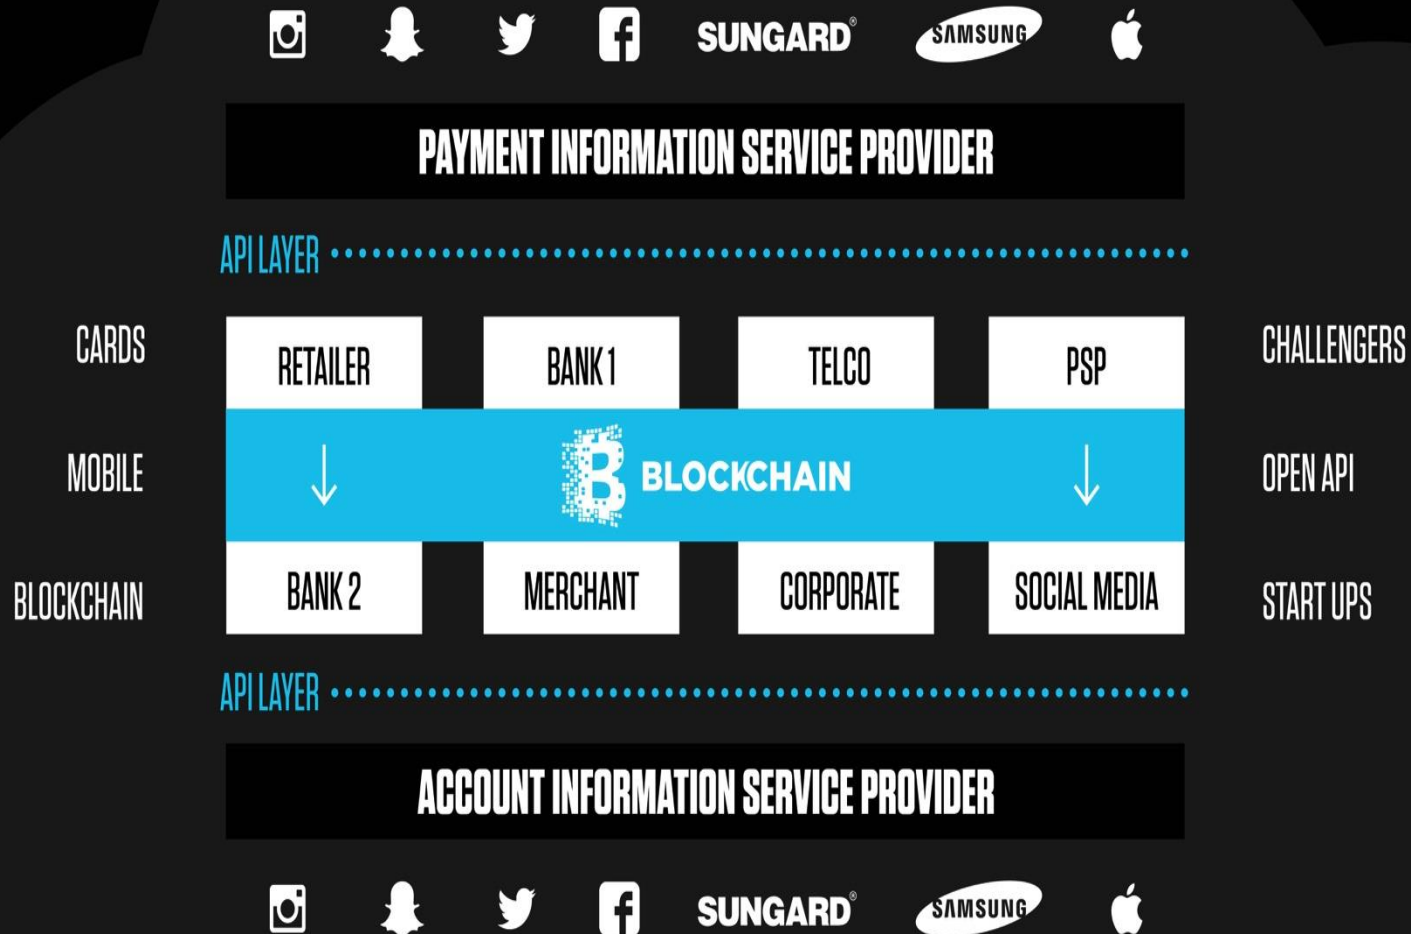 SUNGARD® SAMSUNG
PAYMENT INFORMATION SERVICE PROVIDER
API LAYER
CARDS
MOBILE
BLOCKCHAIN
RETAILER BANK 1 TELCO PSP
BLOCKCHAIN
BANK 2 MERCHANT CORPORATE SOCIAL MEDIA
CHALLENGERS
OPEN API
START UPS
API LAYER
ACCOUNT INFORMATION SERVICE PROVIDER
SUNGARD® SAMSUNG